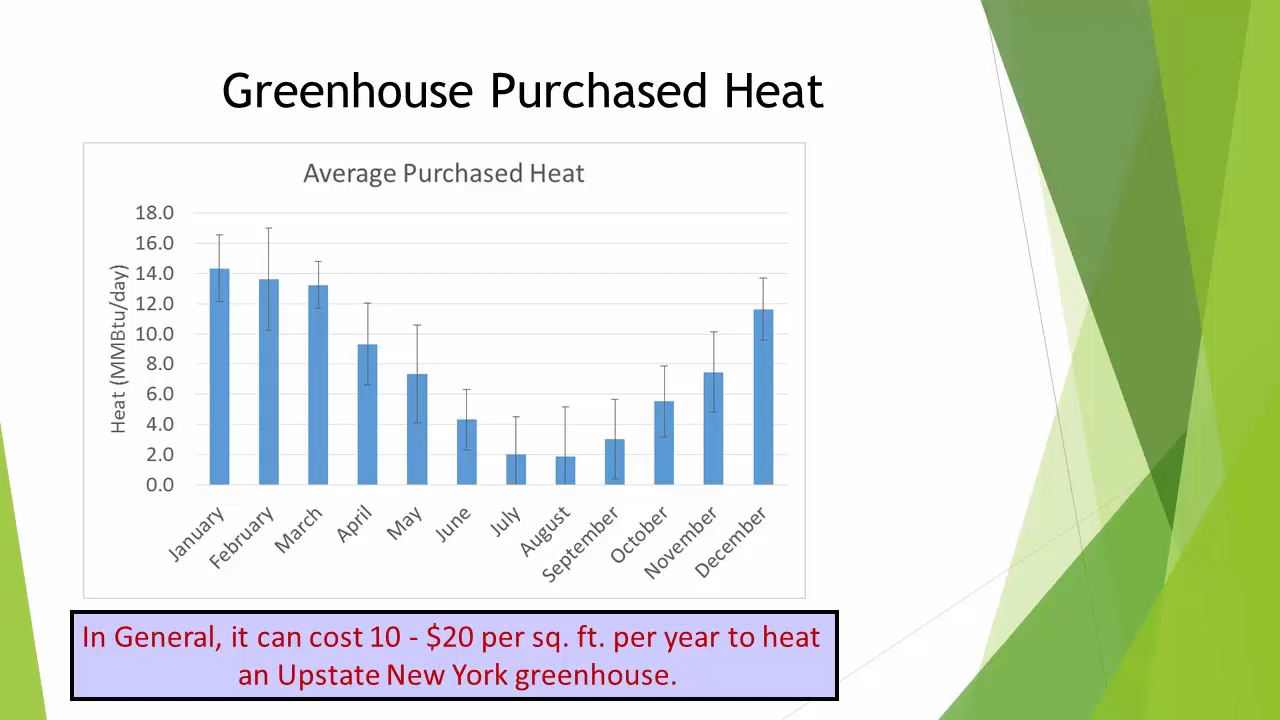 Greenhouse Purchased Heat
Average Purchased Heat
Heat (MMBtu/day)
18.0
16.0
14.0
12.0
10.0
8.0
6.0
4.0
2.0
0.0
January
February
March
April
May
June
July
August
September
October
November
December
In General, it can cost 10 - $20 per sq. ft. per year to heat
an Upstate New York greenhouse.